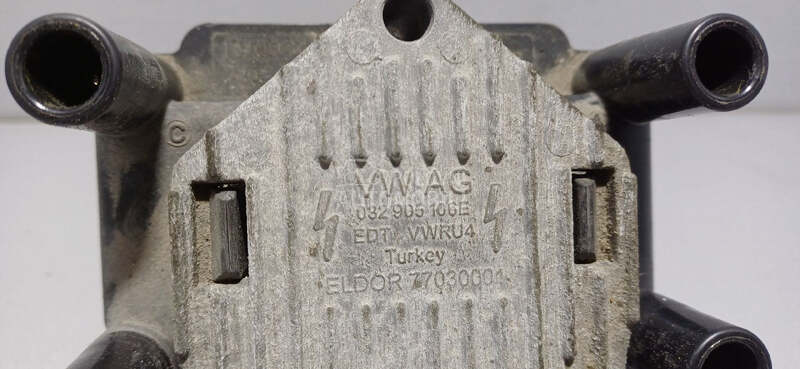 ©
VW AG
032 905 106E
EDT. VWRU4
Turkey
ELDOR 77030001